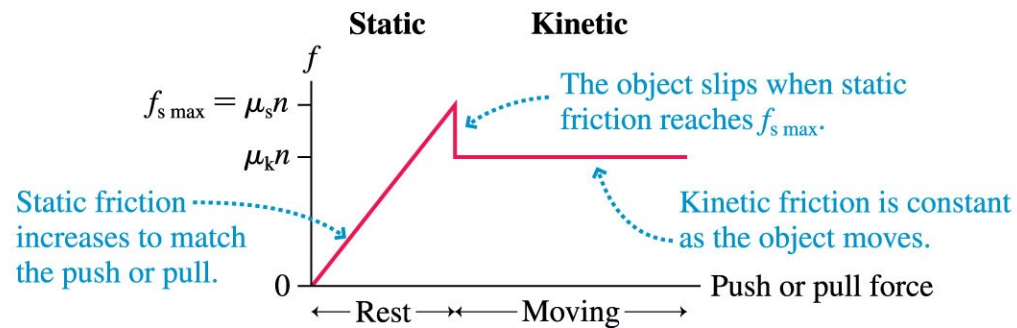 Static Kinetic
f
f_s max = μ_s n
The object slips when static
friction reaches f_s max.
μ_k n
Static friction
increases to match
the push or pull.
Kinetic friction is constant
as the object moves.
0
Push or pull force
Rest Moving